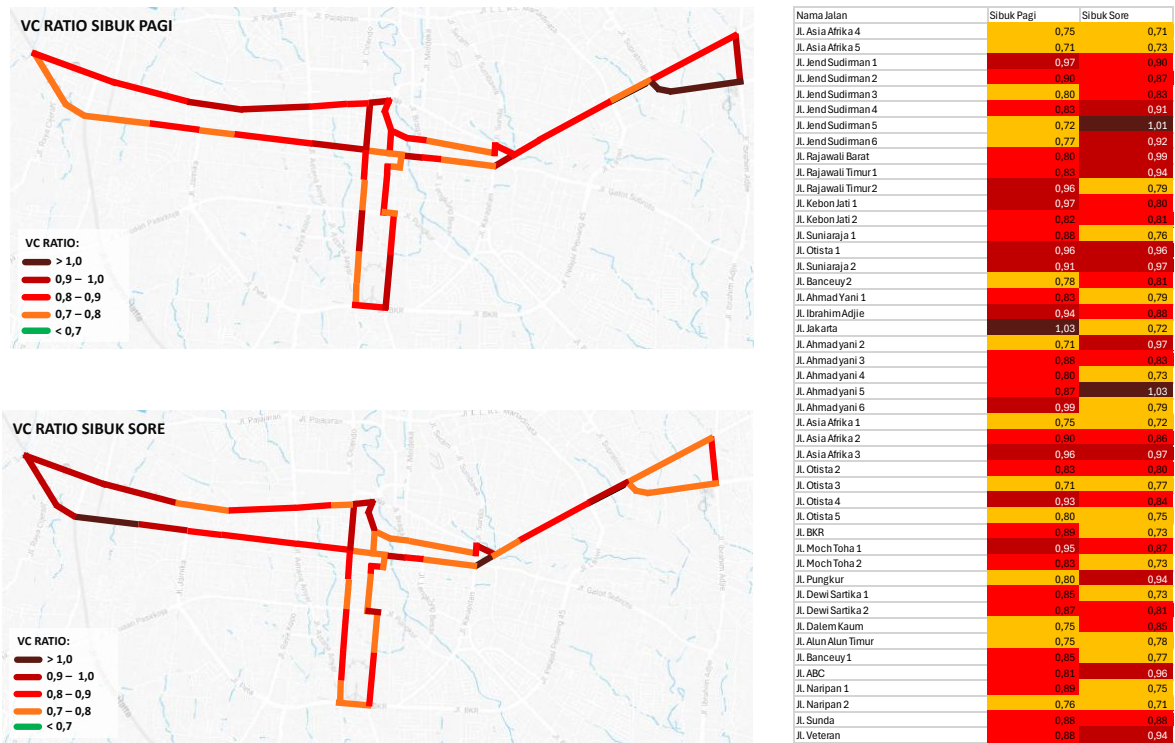 VC RATIO SIBUK PAGI
VC RATIO:
> 1,0
0,9 – 1,0
0,8 – 0,9
0,7 – 0,8
< 0,7
VC RATIO SIBUK SORE
VC RATIO:
> 1,0
0,9 – 1,0
0,8 – 0,9
0,7 – 0,8
< 0,7
Nama Jalan Sibuk Pagi Sibuk Sore
Jl. Asia Afrika 4 0,75 0,71
Jl. Asia Afrika 5 0,71 0,73
Jl. Jend Sudirman 1 0,97 0,90
Jl. Jend Sudirman 2 0,90 0,87
Jl. Jend Sudirman 3 0,80 0,83
Jl. Jend Sudirman 4 0,83 0,91
Jl. Jend Sudirman 5 0,72 1,01
Jl. Jend Sudirman 6 0,77 0,92
Jl. Rajawali Barat 0,80 0,99
Jl. Rajawali Timur 1 0,83 0,94
Jl. Rajawali Timur 2 0,96 0,79
Jl. Kebon Jati 1 0,97 0,80
Jl. Kebon Jati 2 0,82 0,81
Jl. Suniaraja 1 0,88 0,76
Jl. Otista 1 0,96 0,96
Jl. Suniaraja 2 0,91 0,97
Jl. Banceuy 2 0,78 0,81
Jl. Ahmad Yani 1 0,83 0,79
Jl. Ibrahim Adjie 0,94 0,88
Jl. Jakarta 1,03 0,72
Jl. Ahmad yani 2 0,71 0,97
Jl. Ahmad yani 3 0,88 0,83
Jl. Ahmad yani 4 0,80 0,73
Jl. Ahmad yani 5 0,87 1,03
Jl. Ahmad yani 6 0,99 0,79
Jl. Asia Afrika 1 0,75 0,72
Jl. Asia Afrika 2 0,90 0,86
Jl. Asia Afrika 3 0,96 0,97
Jl. Otista 2 0,83 0,80
Jl. Otista 3 0,71 0,77
Jl. Otista 4 0,93 0,84
Jl. Otista 5 0,80 0,75
Jl. BKR 0,89 0,73
Jl. Moch Toha 1 0,95 0,87
Jl. Moch Toha 2 0,83 0,73
Jl. Pungkur 0,80 0,94
Jl. Dewi Sartika 1 0,85 0,73
Jl. Dewi Sartika 2 0,87 0,81
Jl. Dalem Kaum 0,75 0,85
Jl. Alun Alun Timur 0,75 0,78
Jl. Banceuy 1 0,85 0,77
Jl. ABC 0,81 0,96
Jl. Naripan 1 0,89 0,75
Jl. Naripan 2 0,76 0,71
Jl. Sunda 0,88 0,88
Jl. Veteran 0,88 0,94